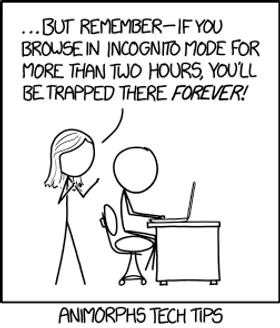 ...BUT REMEMBER—IF YOU
BROWSE IN INCOGNITO MODE FOR
MORE THAN TWO HOURS, YOU'LL
BE TRAPPED THERE FOREVER!
ANIMORPHS TECH TIPS